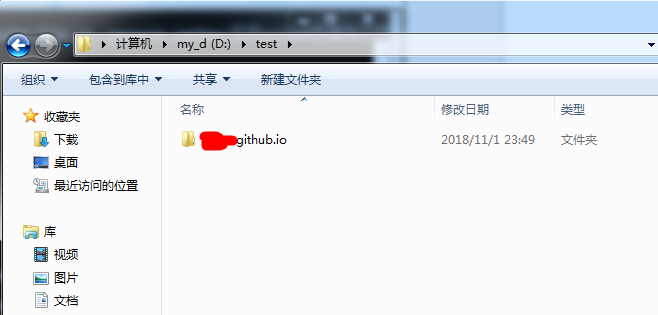 计算机 my_d (D:) test
组织 包含到库中 共享 新建文件夹
收藏夹
下载
桌面
最近访问的位置
库
视频
图片
文档
名称 修改日期 类型
github.io 2018/11/1 23:49 文件夹